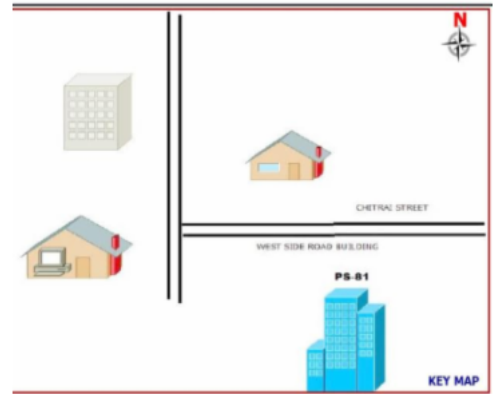 N
CHITRAI STREET
WEST SIDE ROAD BUILDING
PS-81
KEY MAP